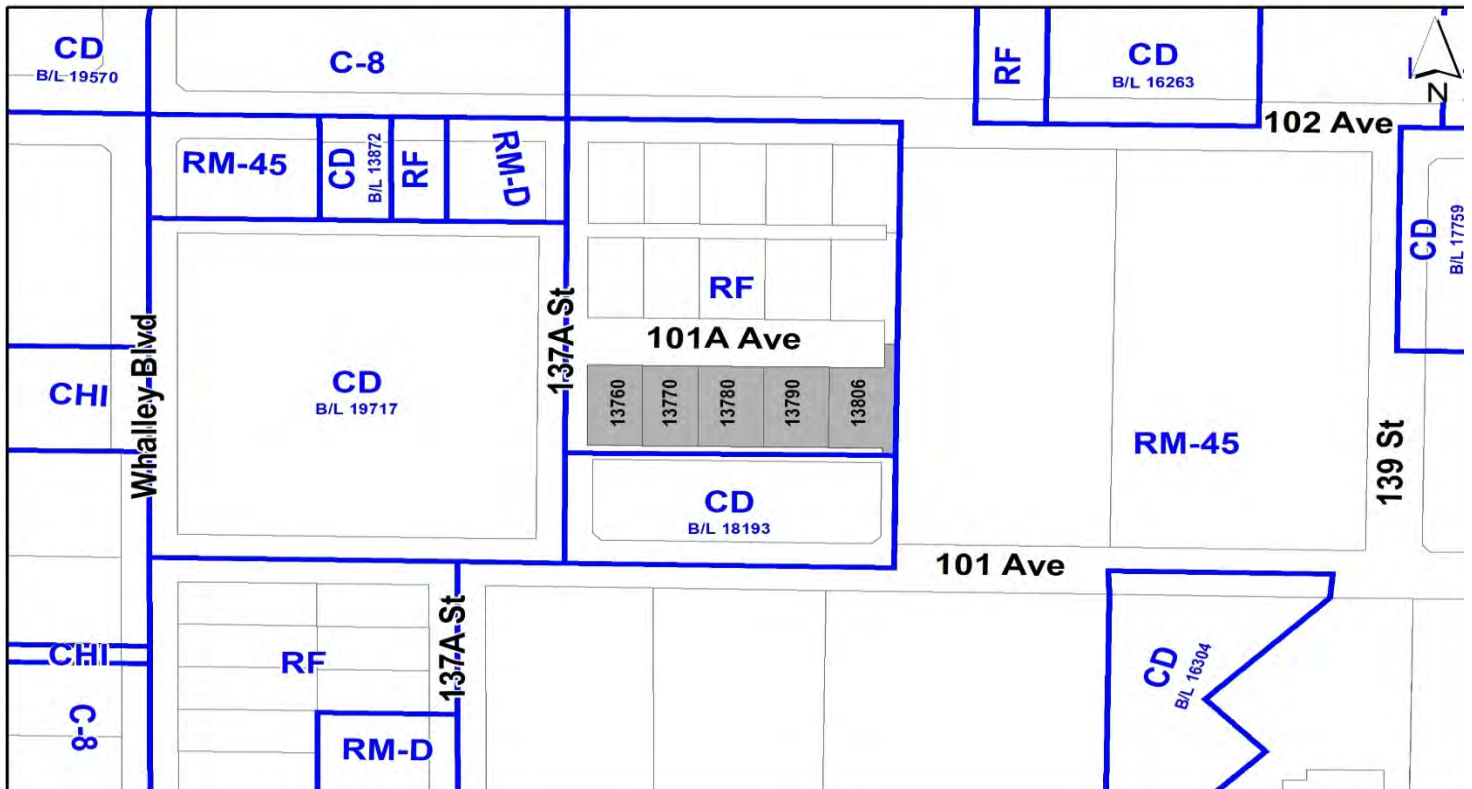 CD
B/L 19570
C-8
RF
CD
B/L 16263
N
102 Ave
RM-45
CD
B/L 13872
RF
RM-D
CD
B/L 17759
RF
137A St
101A Ave
Whalley Blvd
CHI
CD
B/L 19717
13760
13770
13780
13790
13806
RM-45
139 St
CD
B/L 18193
101 Ave
137A St
CHI
RF
CD
B/L 16304
C-8
RM-D